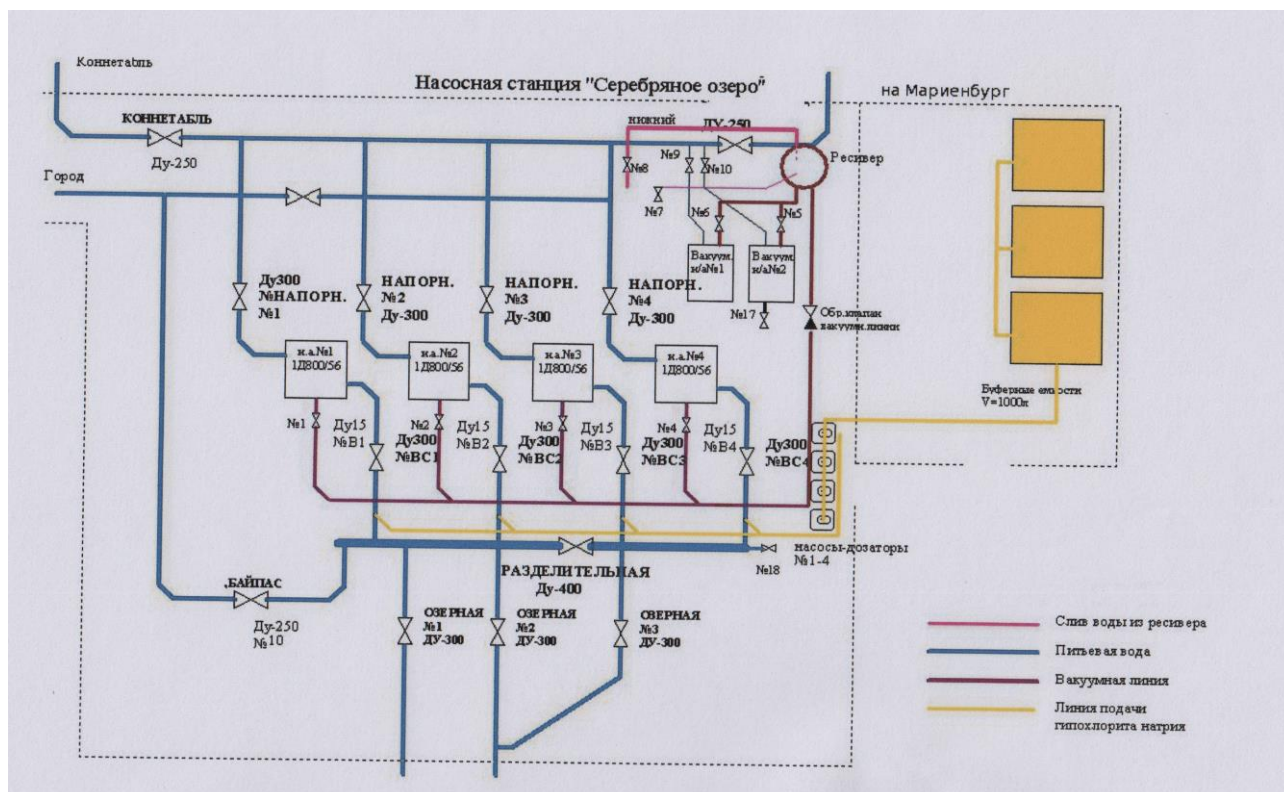 Коннетабль
Насосная станция "Серебряное озеро"
на Мариенбург
КОННЕТАБЛЬ
Ду-250
нижний
ДУ-250
№9
№8
№10
Ресивер
Город
№7
№6
№5
Вакуум.
н/а№1
Вакуум.
н/а№2
Ду300
№НАПОРН.
№1
НАПОРН.
№2
Ду-300
НАПОРН.
№3
Ду-300
НАПОРН.
№4
Ду-300
№17
Обр.клапан
вакуумн.линии
н.а.№1
1Д800/56
н.а.№2
1Д800/56
н.а.№3
1Д800/56
н.а.№4
1Д800/56
Буферные емкости
V=1000л
№1
Ду15
№В1
№2
Ду300
№ВС1
Ду15
№В2
№3
Ду300
№ВС2
Ду15
№В3
№4
Ду300
№ВС3
Ду15
№В4
Ду300
№ВС4
насосы-дозаторы
№1-4
№18
РАЗДЕЛИТЕЛЬНАЯ
Ду-400
,БАЙПАС
Ду-250
№10
ОЗЕРНАЯ
№1
ДУ-300
ОЗЕРНАЯ
№2
ДУ-300
ОЗЕРНАЯ
№3
ДУ-300
Слив воды из ресивера
Питьевая вода
Вакуумная линия
Линия подачи
гипохлорита натрия